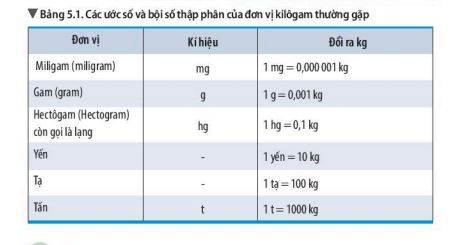 ▼ Bảng 5.1. Các ước số và bội số thập phân của đơn vị kilôgam thường gặp
Đơn vị Kí hiệu Đổi ra kg
Miligam (miligram) mg 1 mg = 0,000 001 kg
Gam (gram) g 1 g = 0,001 kg
Hectôgam (Hectogram)
còn gọi là lạng hg 1 hg = 0,1 kg
Yến - 1 yến = 10 kg
Tạ - 1 tạ = 100 kg
Tấn t 1 t = 1000 kg